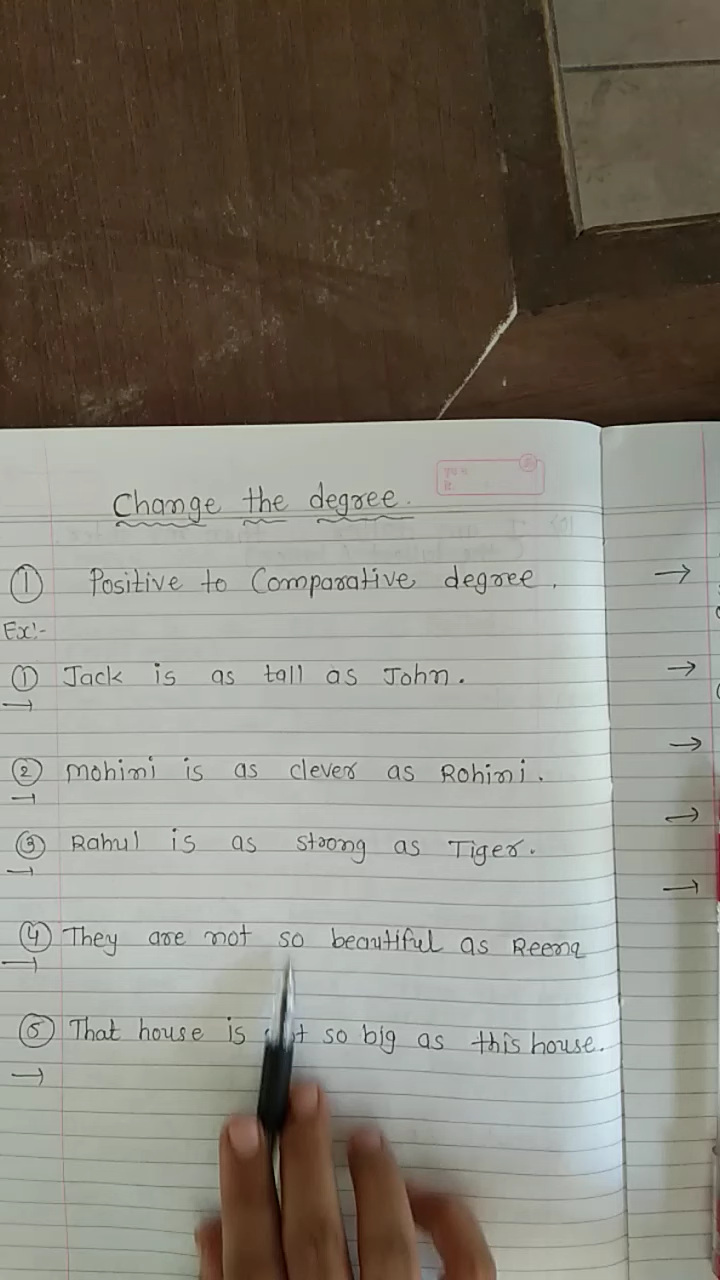 Change the degree.
① Positive to Comparative degree.
Ex:-
① Jack is as tall as John.
→
② Mohini is as clever as Rohini.
→
③ Rahul is as strong as Tiger.
→
④ They are not so beautiful as Reena
→
⑤ That house is so big as this house.
→